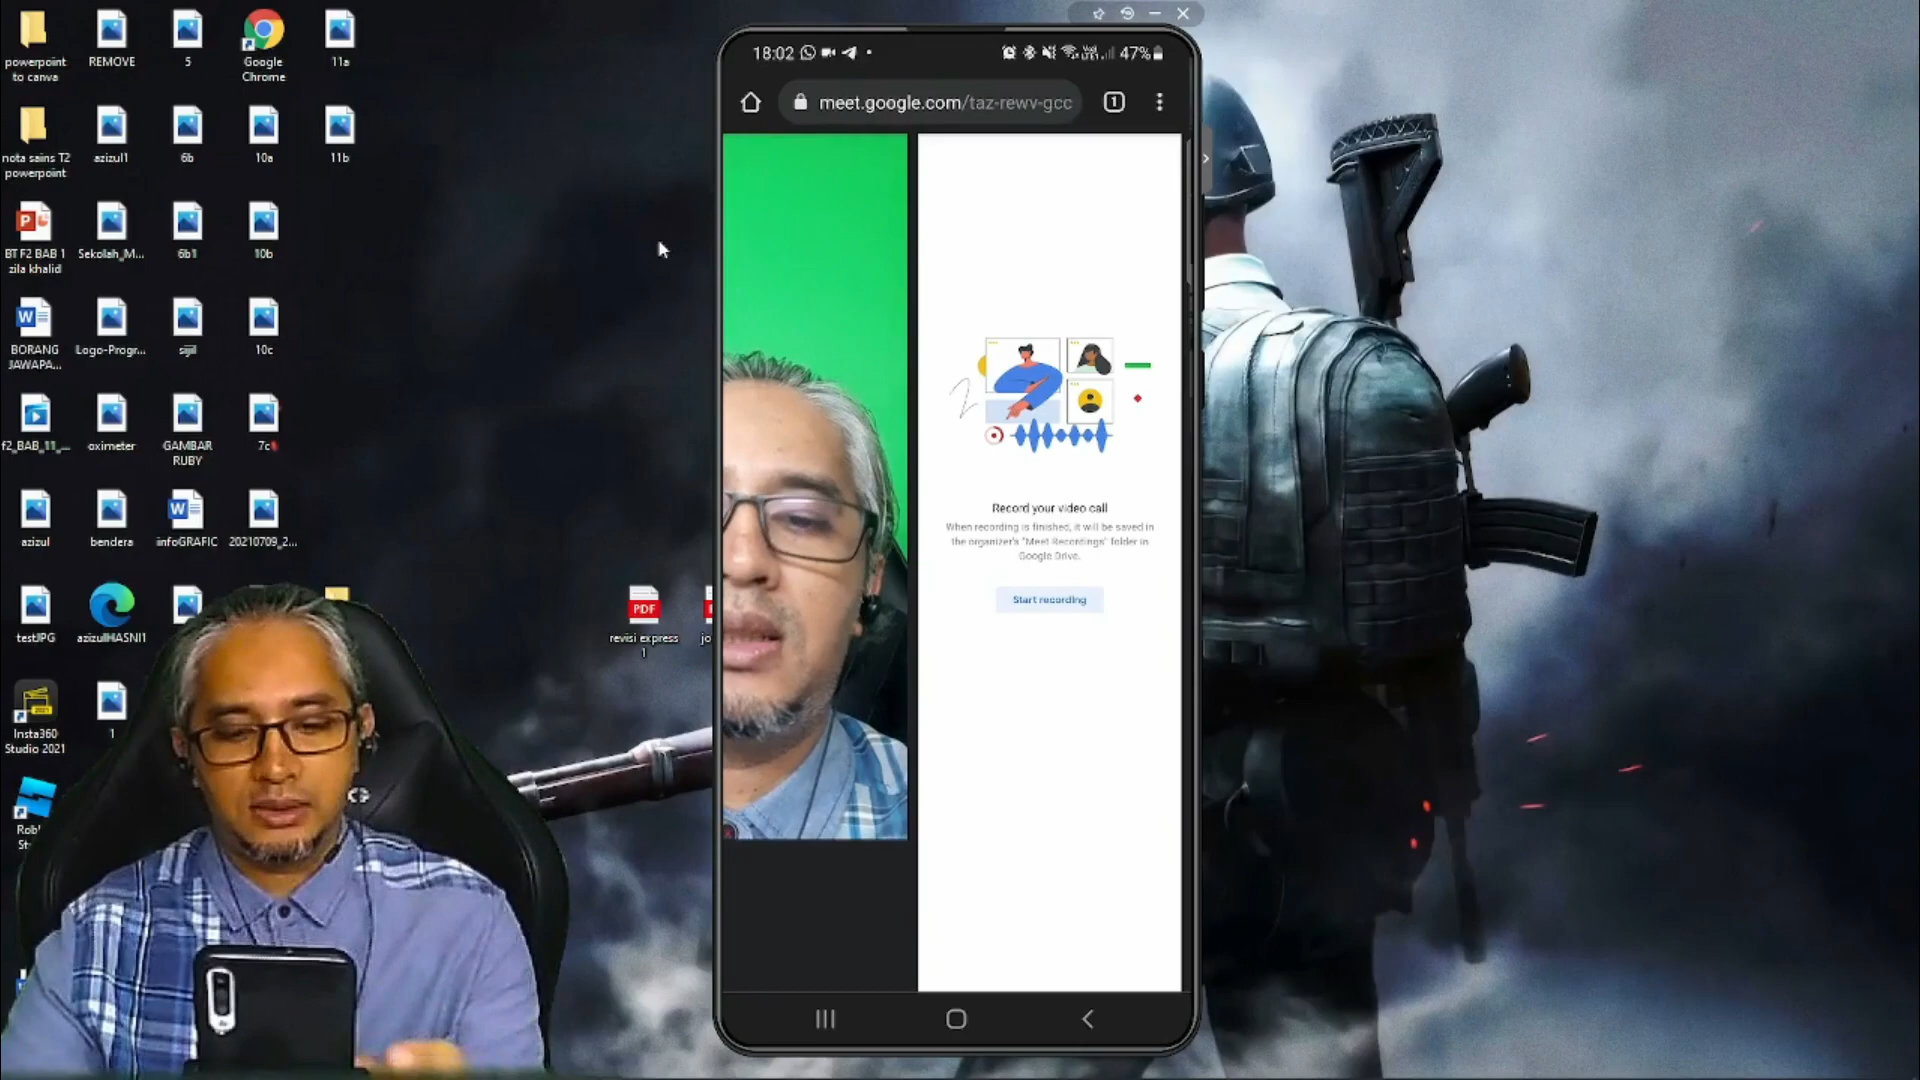 powerpoint
to canva
REMOVE
5
Google
Chrome
11a
nota sains T2
powerpoint
azizul1
6b
10a
11b
BT F2 BAB 1
zila khalid
Sekolah_M...
6b1
10b
BORANG
JAWAPA...
Logo-Progr...
sijil
10c
f2_BAB_11_...
oximeter
GAMBAR
RUBY
7c
azizul
bendera
infoGRAFIC
20210709_2...
testJPG
azizulHASNI1
Insta360
Studio 2021
1
PDF
revisi express
1
18:02
47%
meet.google.com/taz-rewv-gcc
1
Record your video call
When recording is finished, it will be saved in
the organizer's "Meet Recordings" folder in
Google Drive.
Start recording